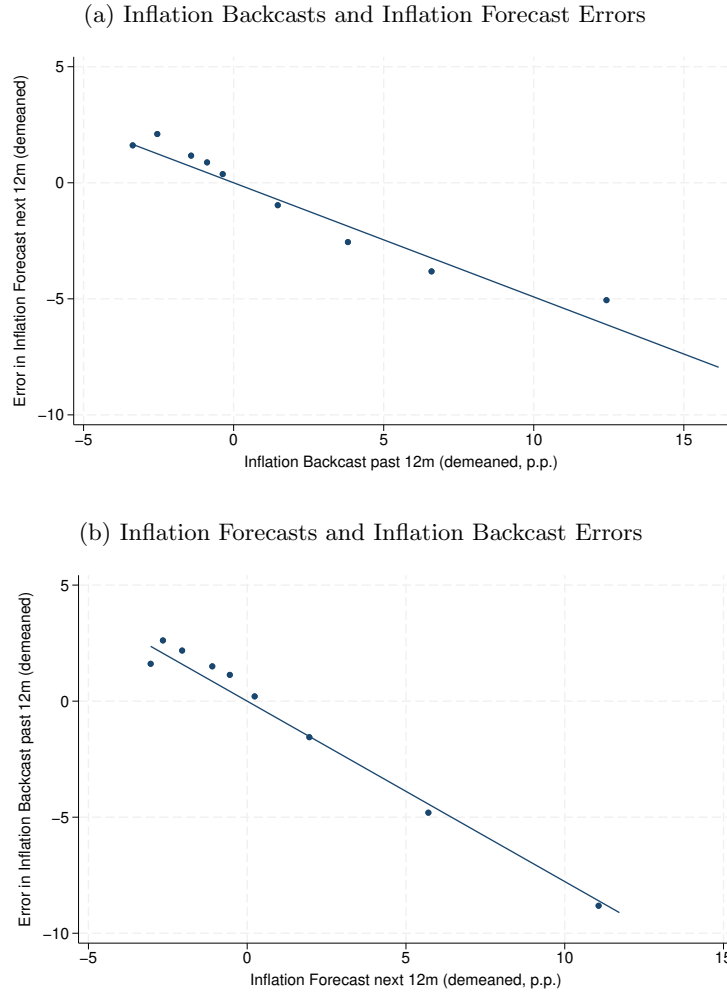 (a) Inflation Backcasts and Inflation Forecast Errors
Error in Inflation Forecast next 12m (demeaned)
5
0
−5
−10
−5 0 5 10 15
Inflation Backcast past 12m (demeaned, p.p.)
(b) Inflation Forecasts and Inflation Backcast Errors
Error in Inflation Backcast past 12m (demeaned)
5
0
−5
−10
−5 0 5 10 15
Inflation Forecast next 12m (demeaned, p.p.)